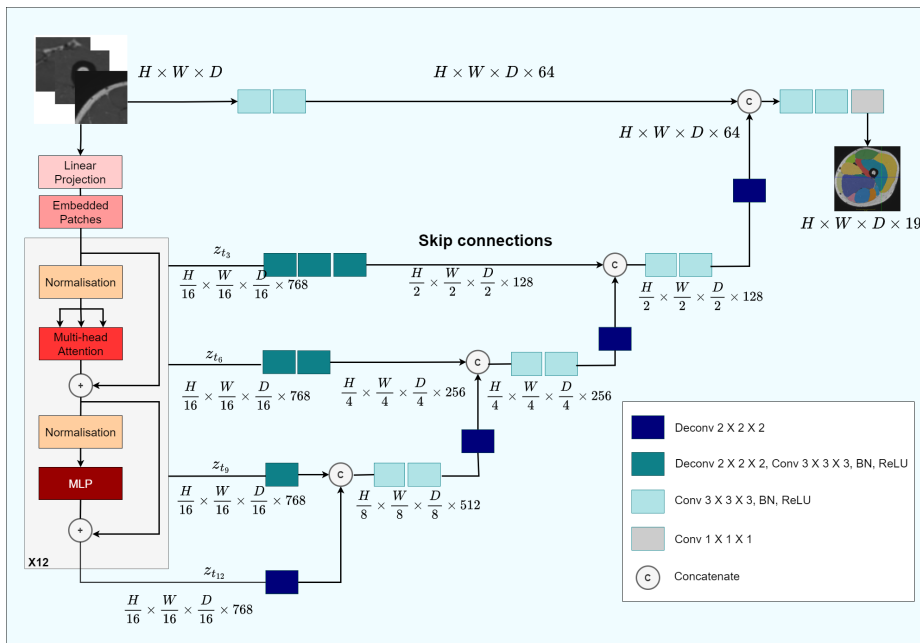 H × W × D
H × W × D × 64
C
H × W × D × 64
Linear
Projection
Embedded
Patches
H × W × D × 19
Skip connections
z_{t_3}
H/16 × W/16 × D/16 × 768
H/2 × W/2 × D/2 × 128
C
H/2 × W/2 × D/2 × 128
Normalisation
Multi-head
Attention
+
z_{t_6}
H/16 × W/16 × D/16 × 768
H/4 × W/4 × D/4 × 256
C
H/4 × W/4 × D/4 × 256
Normalisation
MLP
+
X12
z_{t_9}
H/16 × W/16 × D/16 × 768
C
H/8 × W/8 × D/8 × 512
z_{t_{12}}
H/16 × W/16 × D/16 × 768
Deconv 2 X 2 X 2
Deconv 2 X 2 X 2, Conv 3 X 3 X 3, BN, ReLU
Conv 3 X 3 X 3, BN, ReLU
Conv 1 X 1 X 1
C
Concatenate